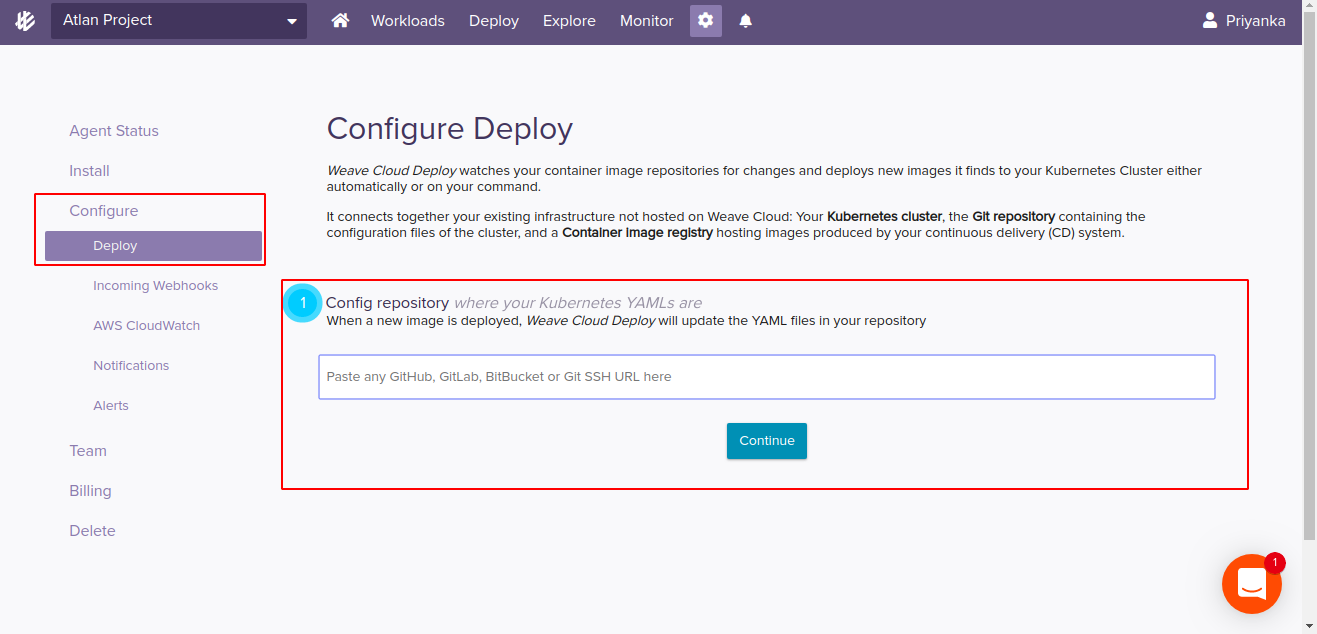 Atlan Project
Workloads
Deploy
Explore
Monitor
Priyanka
Agent Status
Install
Configure
Deploy
Incoming Webhooks
AWS CloudWatch
Notifications
Alerts
Team
Billing
Delete
Configure Deploy
Weave Cloud Deploy watches your container image repositories for changes and deploys new images it finds to your Kubernetes Cluster either
automatically or on your command.
It connects together your existing infrastructure not hosted on Weave Cloud: Your Kubernetes cluster, the Git repository containing the
configuration files of the cluster, and a Container image registry hosting images produced by your continuous delivery (CD) system.
1
Config repository where your Kubernetes YAMLs are
When a new image is deployed, Weave Cloud Deploy will update the YAML files in your repository
Paste any GitHub, GitLab, BitBucket or Git SSH URL here
Continue
1